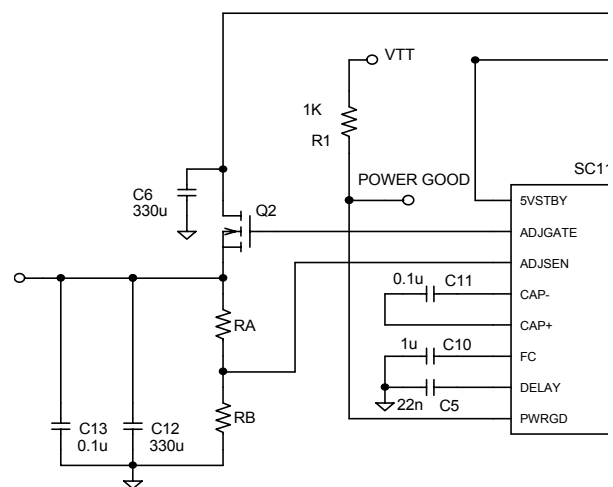 VTT
1K
R1
SC11
C6
330u
POWER GOOD
Q2
5VSTBY
ADJGATE
ADJSEN
0.1u
C11
CAP-
RA
CAP+
1u
C10
FC
DELAY
22n
C5
RB
PWRGD
C13
0.1u
C12
330u